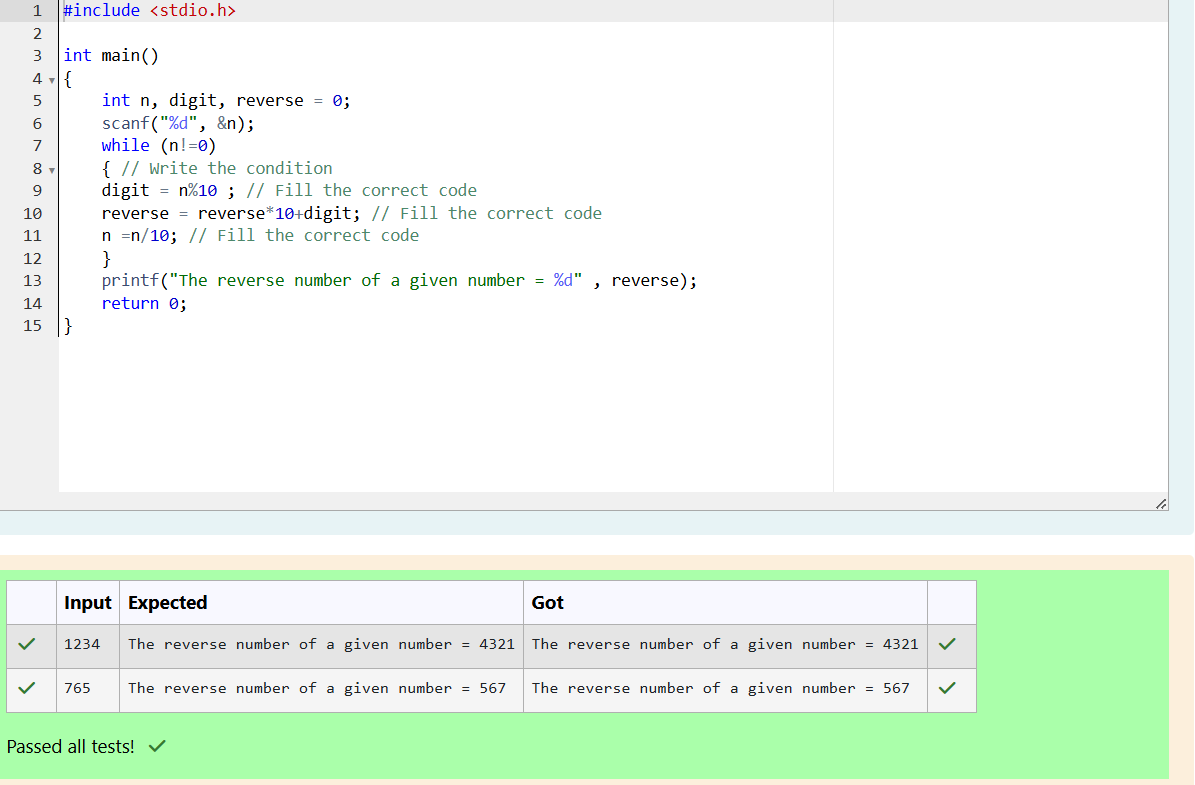 1 #include <stdio.h>
2
3 int main()
4 {
5 int n, digit, reverse = 0;
6 scanf("%d", &n);
7 while (n!=0)
8 { // Write the condition
9 digit = n%10 ; // Fill the correct code
10 reverse = reverse*10+digit; // Fill the correct code
11 n =n/10; // Fill the correct code
12 }
13 printf("The reverse number of a given number = %d" , reverse);
14 return 0;
15 }
Input Expected Got
1234 The reverse number of a given number = 4321 The reverse number of a given number = 4321
765 The reverse number of a given number = 567 The reverse number of a given number = 567
Passed all tests!